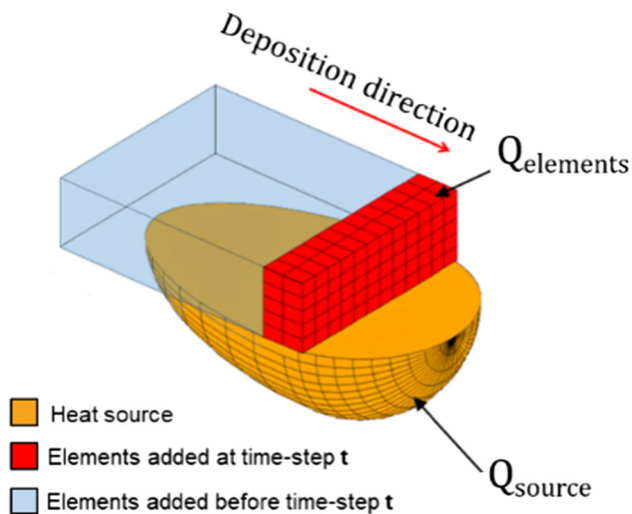 Deposition direction
Qelements
Heat source
Elements added at time-step t
Elements added before time-step t
Qsource